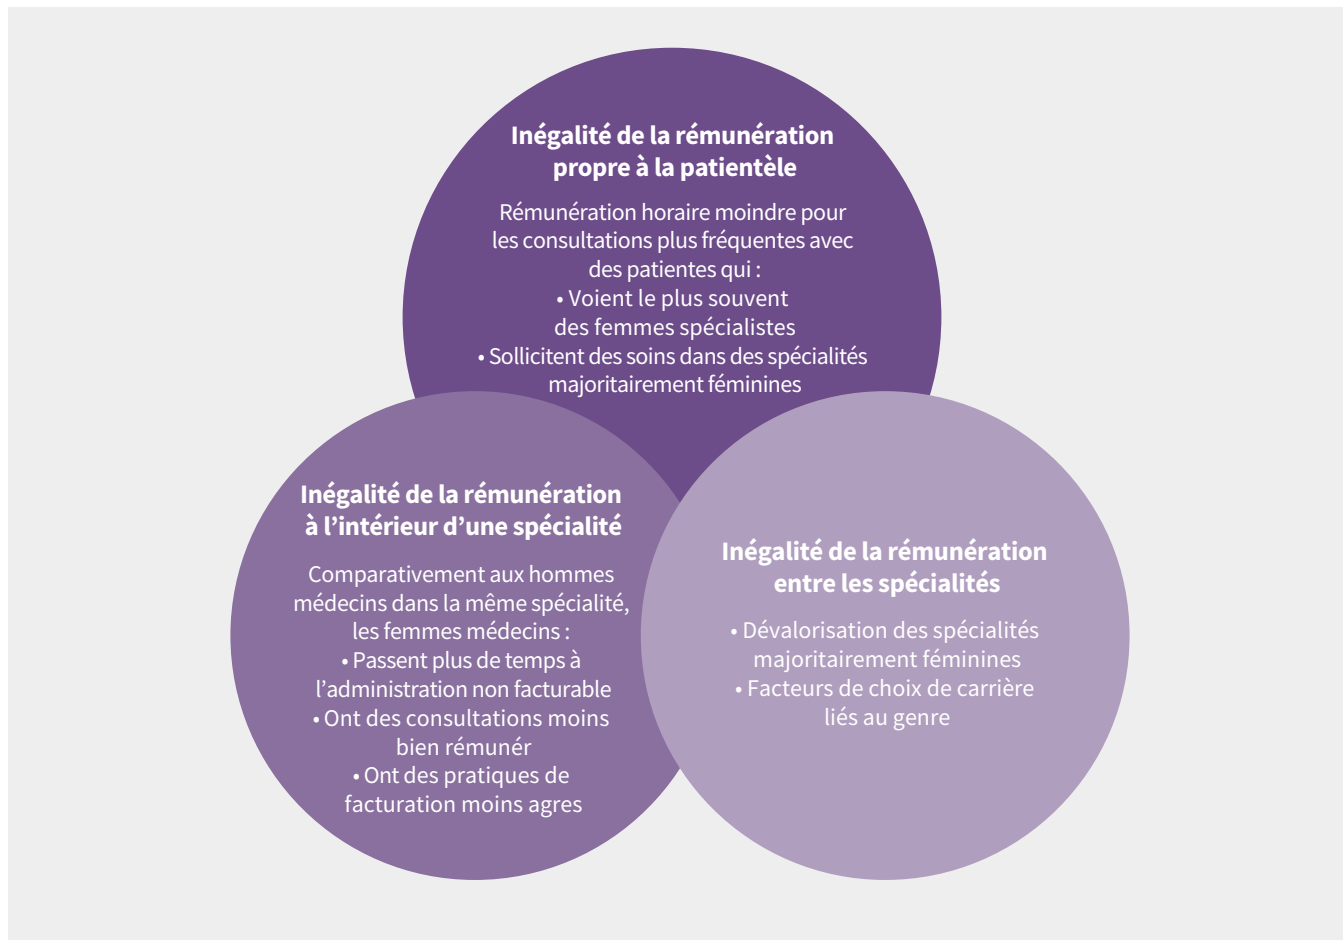 Inégalité de la rémunération
propre à la patientèle
Rémunération horaire moindre pour
les consultations plus fréquentes avec
des patientes qui :
• Voient le plus souvent
des femmes spécialistes
• Sollicitent des soins dans des spécialités
majoritairement féminines
Inégalité de la rémunération
à l’intérieur d’une spécialité
Comparativement aux hommes
médecins dans la même spécialité,
les femmes médecins :
• Passent plus de temps à
l’administration non facturable
• Ont des consultations moins
bien rémunér
• Ont des pratiques de
facturation moins agres
Inégalité de la rémunération
entre les spécialités
• Dévalorisation des spécialités
majoritairement féminines
• Facteurs de choix de carrière
liés au genre